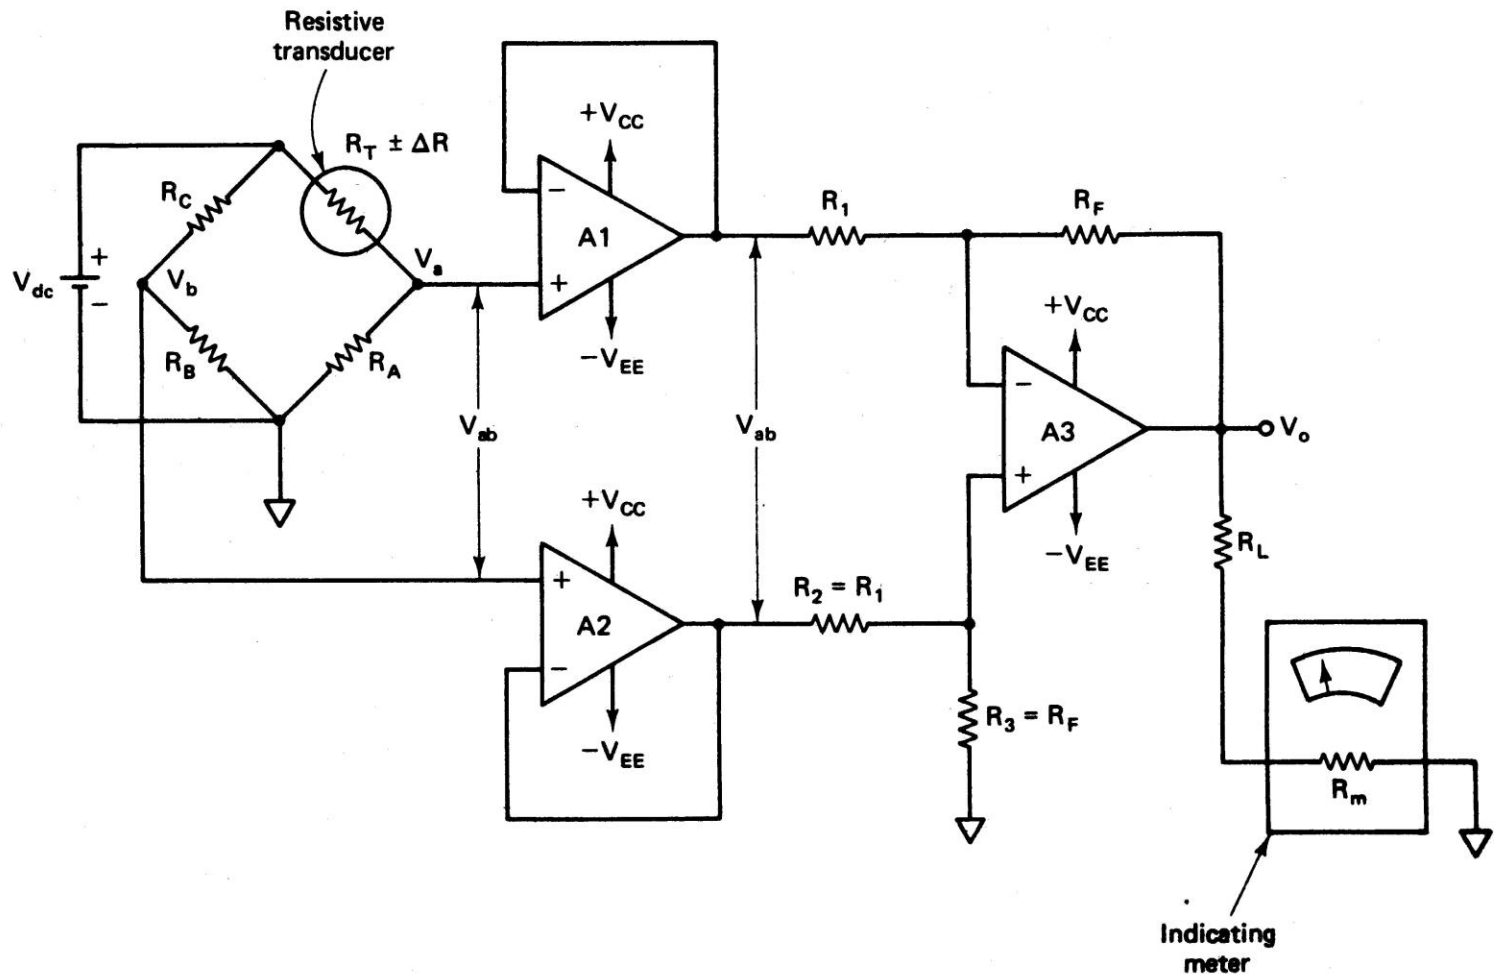 Resistive
transducer
R_T ± ΔR
+V_CC
R_C
−
A1
R_1
R_F
V_a
+
+
V_dc
V_b
−
+V_CC
−V_EE
R_B
R_A
−
A3
V_ab
V_ab
V_o
+
+V_CC
−V_EE
R_L
+
R_2 = R_1
A2
−
R_3 = R_F
−V_EE
R_m
Indicating
meter